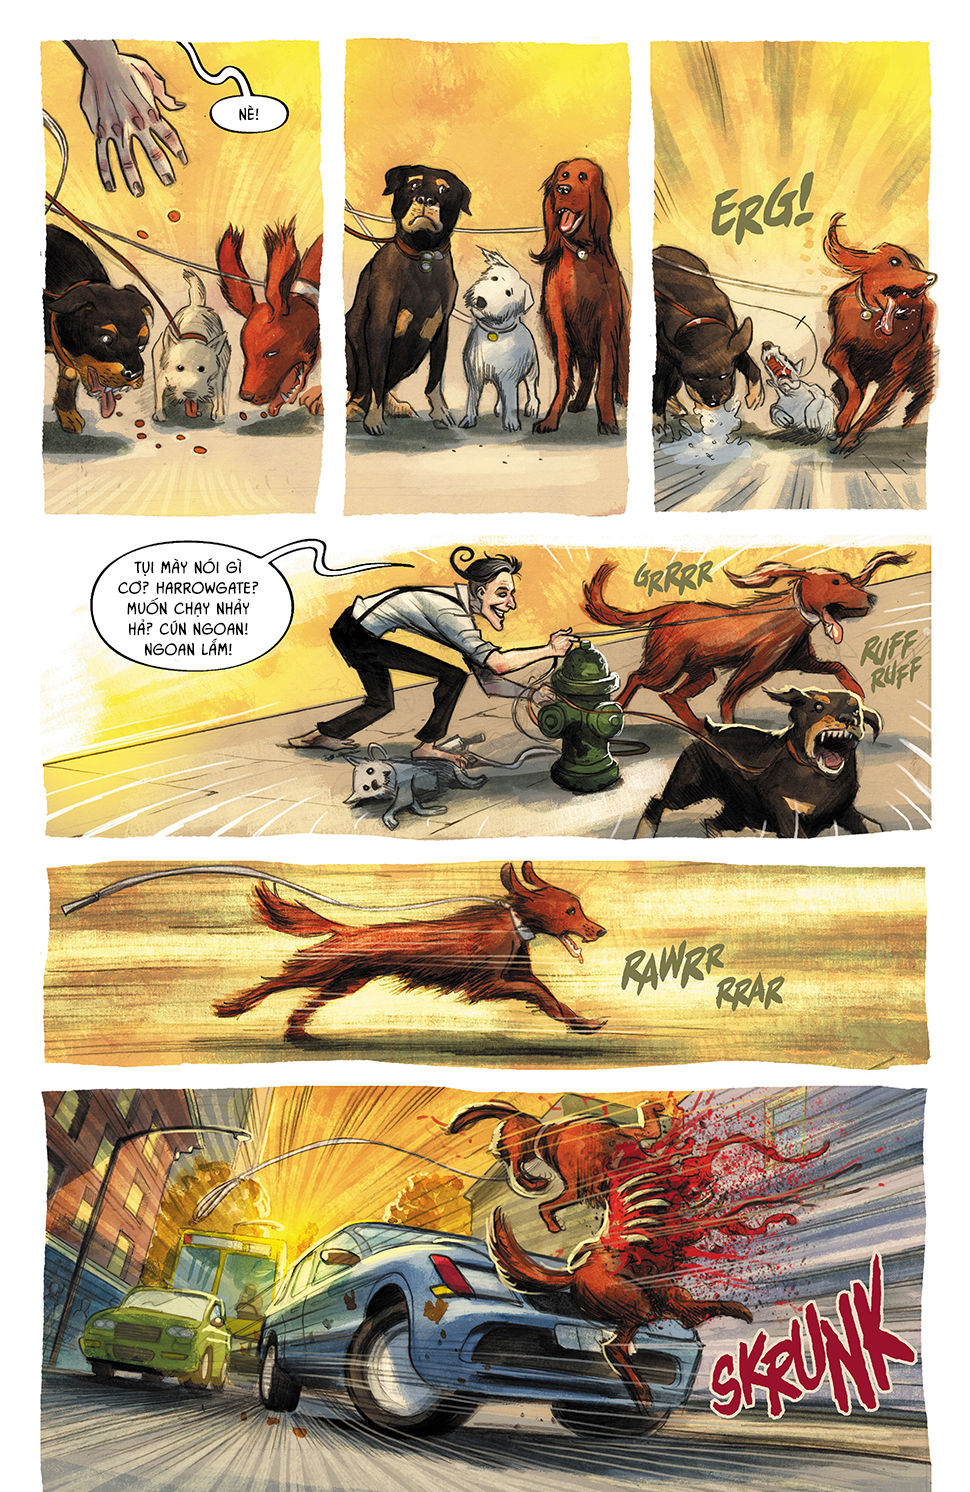 NÈ!
ERG!
TỤI MÀY NÓI GÌ
CƠ? HARROWGATE?
MUỐN CHẠY NHẢY
HẢ? CÚN NGOAN!
NGOAN LẮM!
GRRRR
RUFF
RUFF
RAWRR
RRAR
SKRUNK